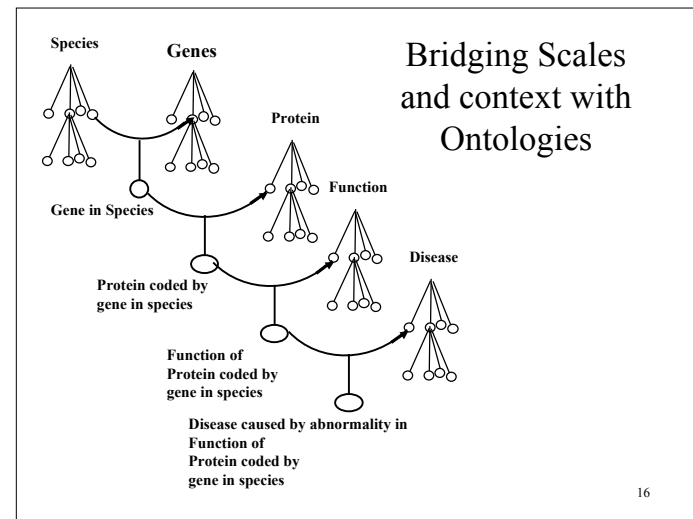 Bridging Scales
and context with
Ontologies
Species
Genes
Protein
Function
Disease
Gene in Species
Protein coded by
gene in species
Function of
Protein coded by
gene in species
Disease caused by abnormality in
Function of
Protein coded by
gene in species
16